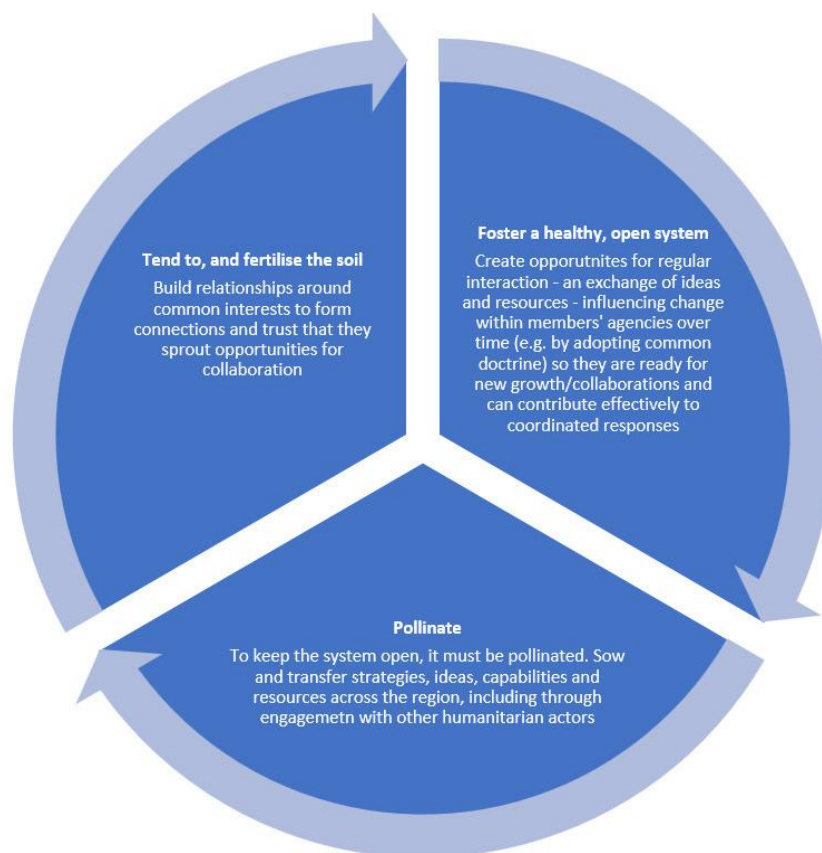 Tend to, and fertilise the soil
Build relationships around
common interests to form
connections and trust that they
sprout opportunities for
collaboration
Foster a healthy, open system
Create opporutnites for regular
interaction - an exchange of ideas
and resources - influencing change
within members' agencies over
time (e.g. by adopting common
doctrine) so they are ready for
new growth/collaborations and
can contribute effectively to
coordinated responses
Pollinate
To keep the system open, it must be pollinated. Sow
and transfer strategies, ideas, capabilities and
resources across the region, including through
engagemetn with other humanitarian actors